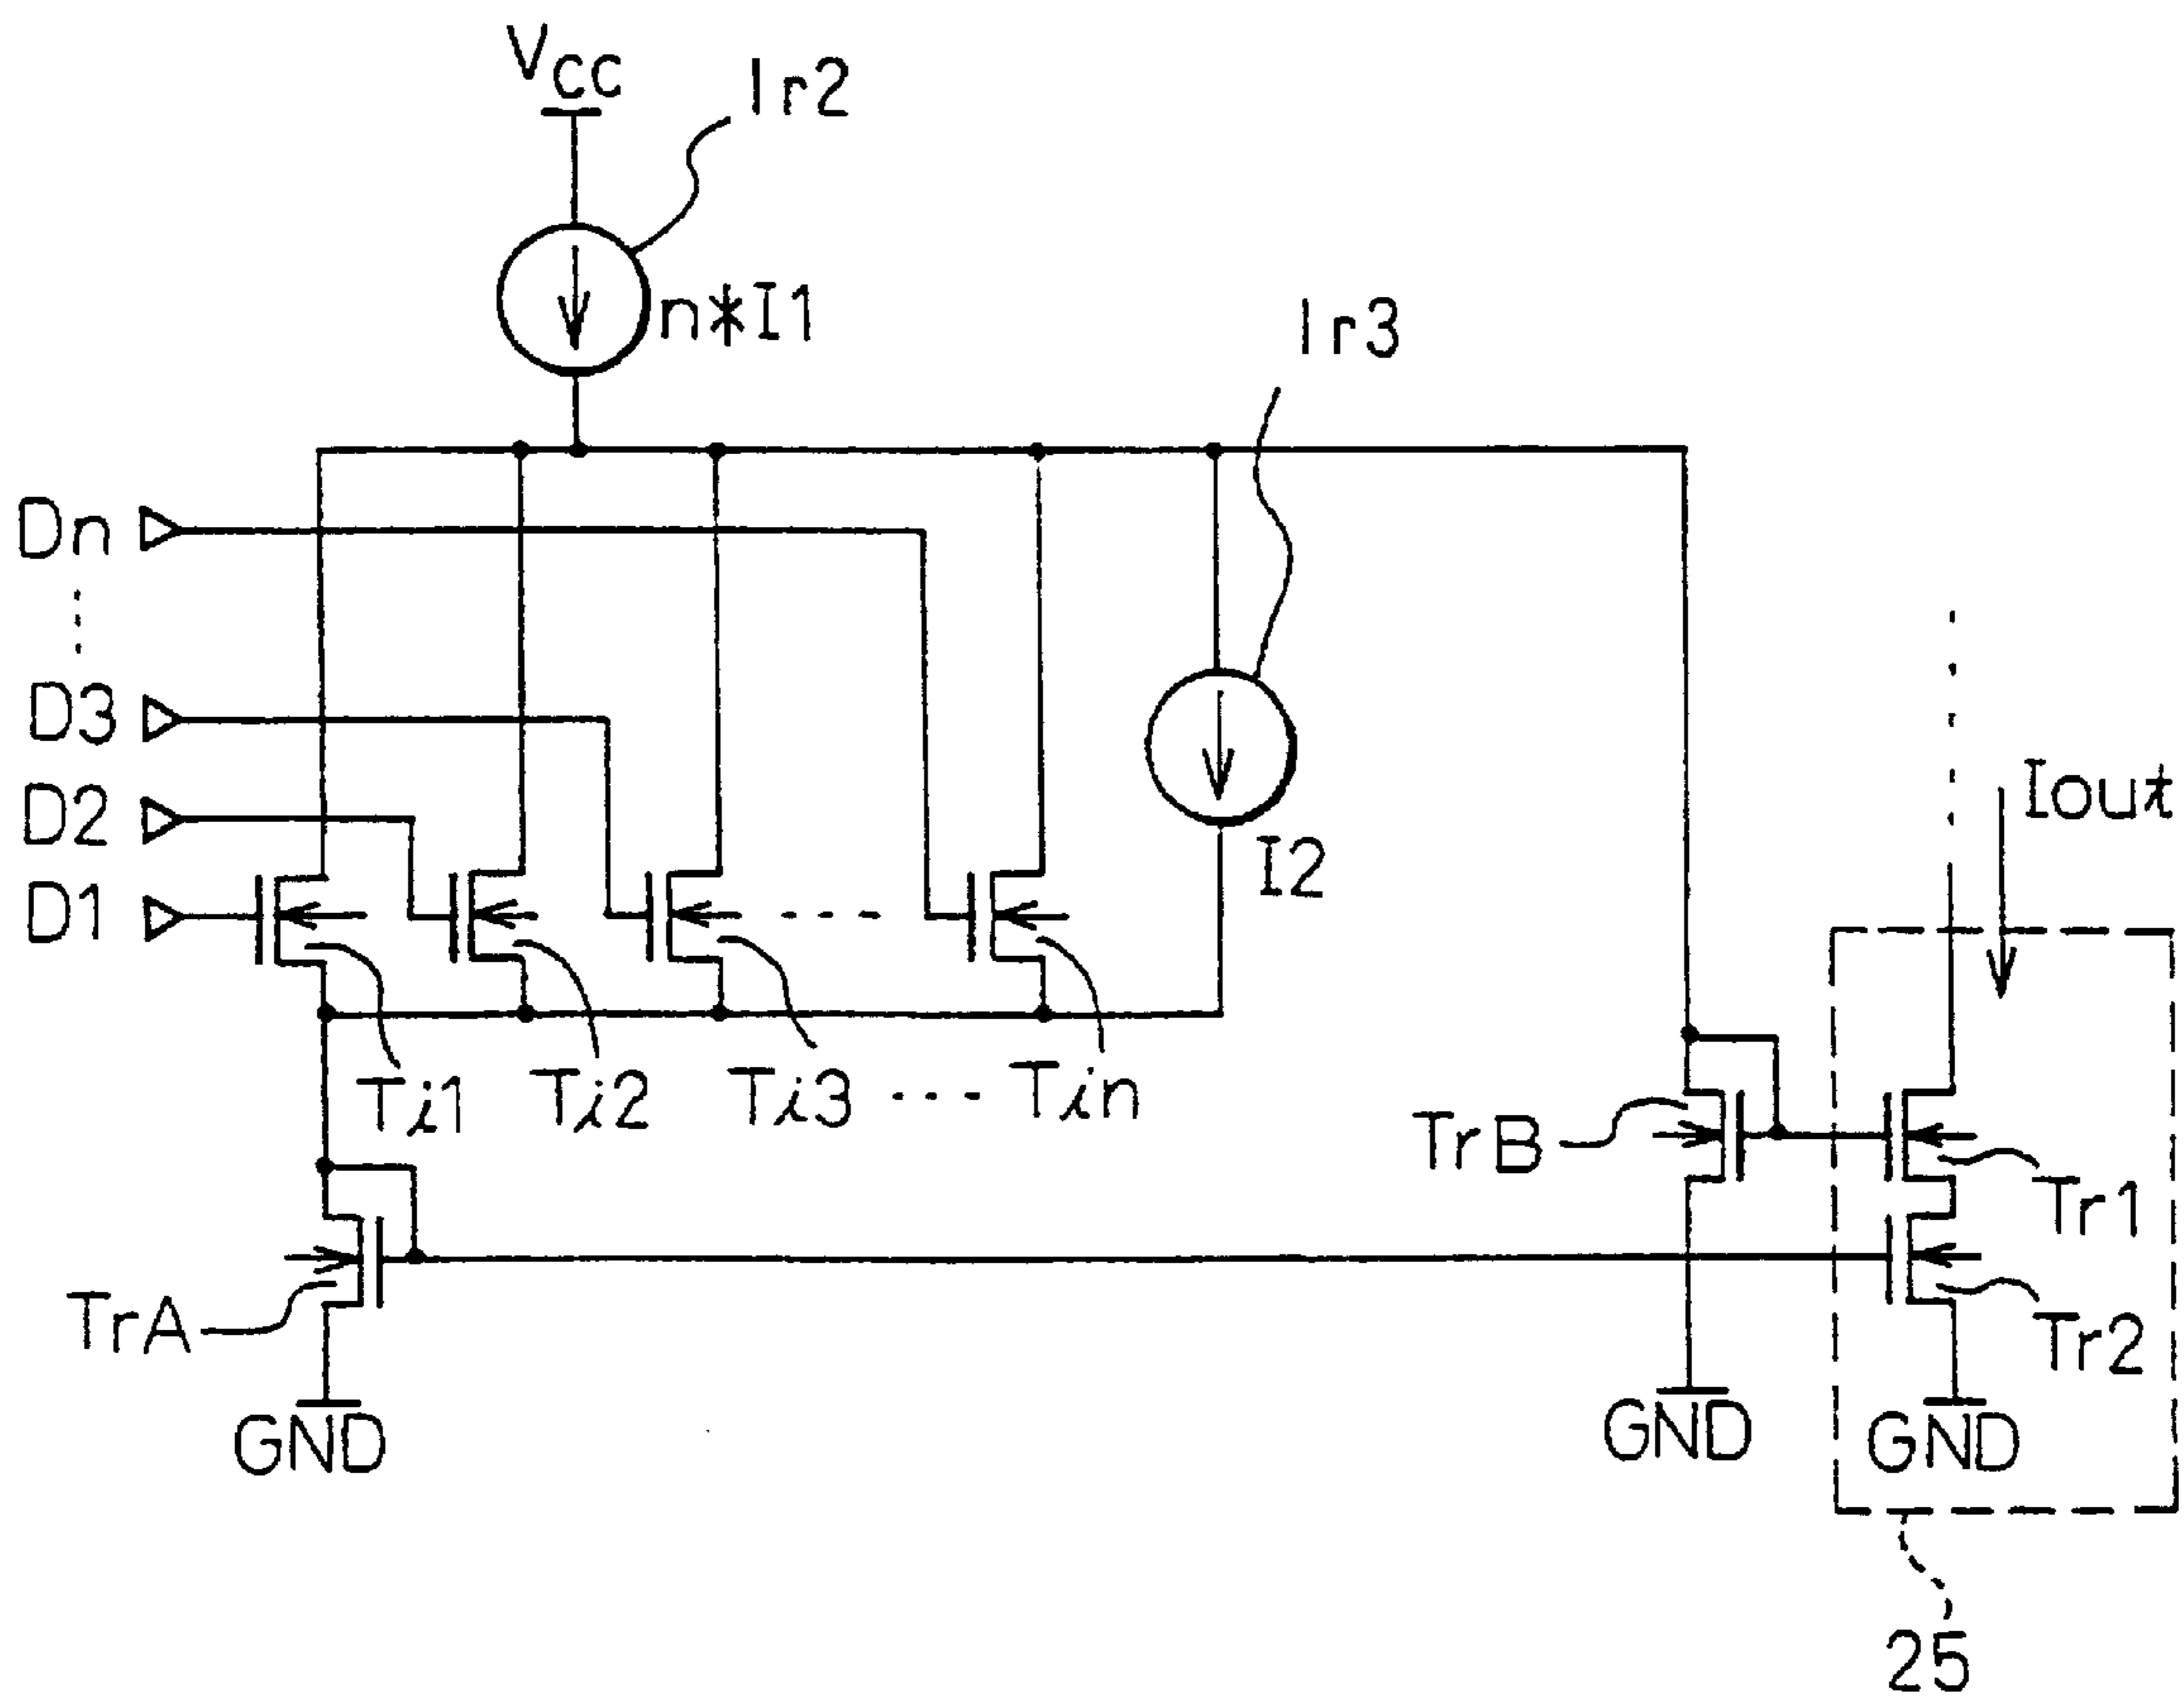 Vcc
Ir2
n*I1
Ir3
Dn
D3
D2
D1
I2
Iout
Ti1
Ti2
Ti3
Tin
TrB
Tr1
TrA
Tr2
GND
GND
GND
25